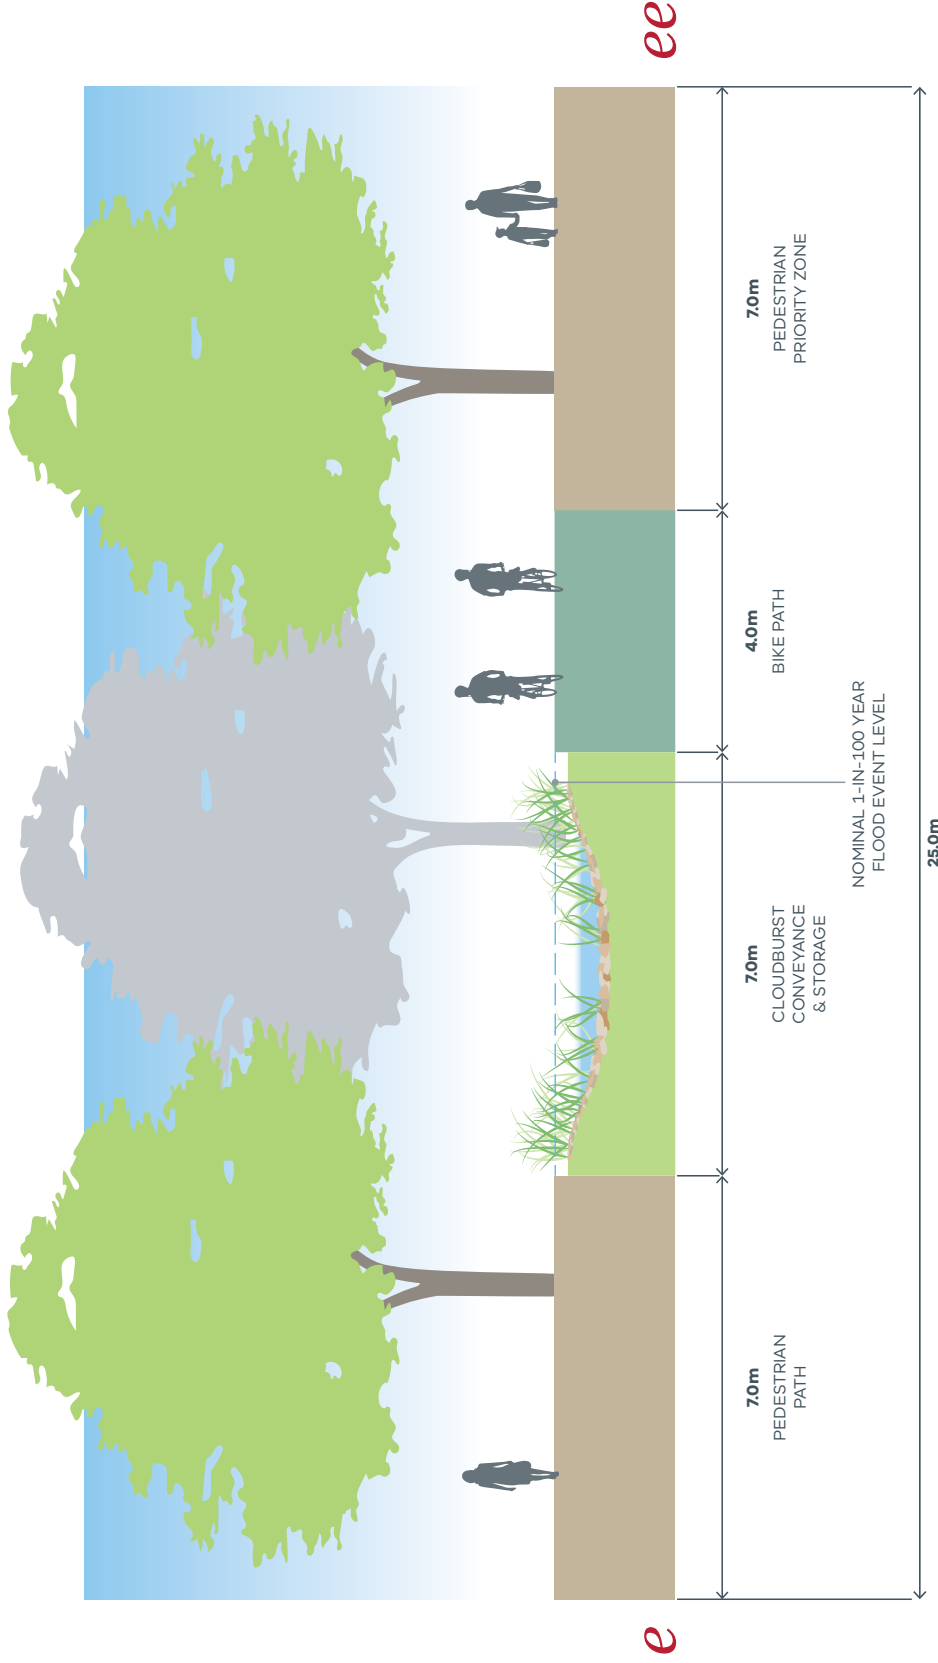 e
ee
7.0m
PEDESTRIAN
PATH
7.0m
CLOUDBURST
CONVEYANCE
& STORAGE
4.0m
BIKE PATH
7.0m
PEDESTRIAN
PRIORITY ZONE
NOMINAL 1-IN-100 YEAR
FLOOD EVENT LEVEL
25.0m